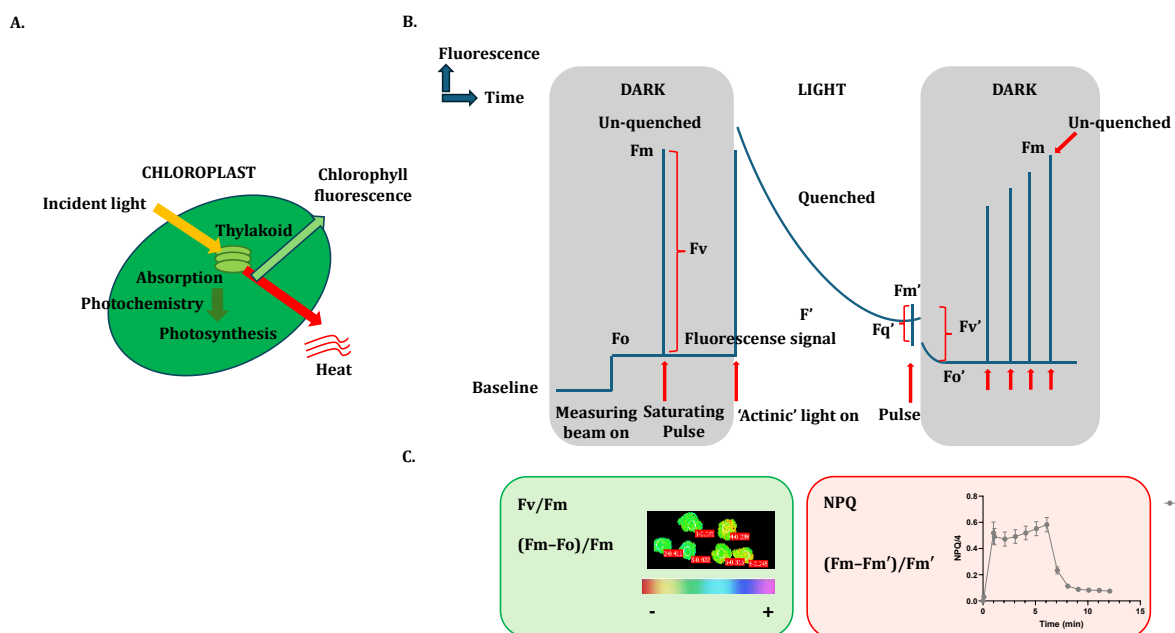 A.
CHLOROPLAST
Incident light
Chlorophyll
fluorescence
Thylakoid
Absorption
Photochemistry
Photosynthesis
Heat
B.
Fluorescence
Time
DARK
LIGHT
DARK
Un-quenched
Un-quenched
Fm
Fm
Quenched
Fv
Fm'
F'
Fq'
Fv'
Fo
Fluorescense signal
Fo'
Baseline
Measuring
beam on
Saturating
Pulse
'Actinic' light on
Pulse
C.
Fv/Fm
(Fm–Fo)/Fm
-
+
NPQ
(Fm–Fm')/Fm'
NPQ/4
0.8
0.6
0.4
0.2
0.0
0
5
10
15
Time (min)